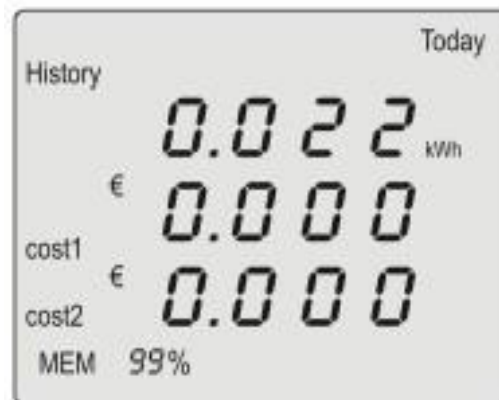 Today
History
0.022 kWh
€ 0.000
cost1
€ 0.000
cost2
MEM 99%